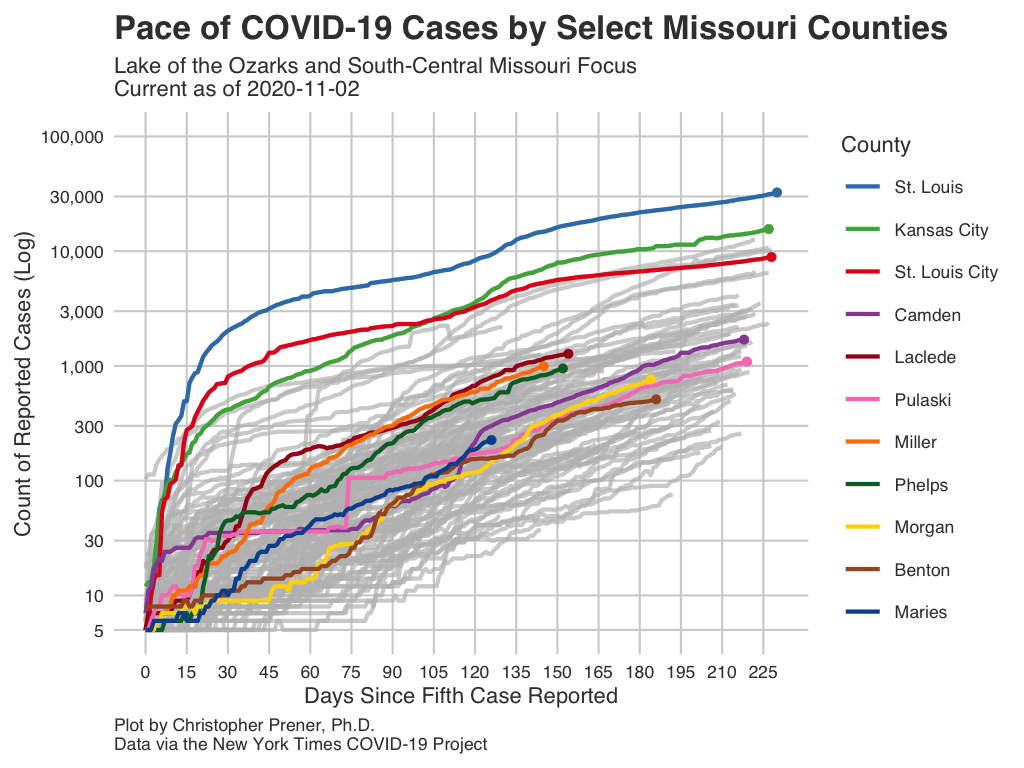 Pace of COVID-19 Cases by Select Missouri Counties
Lake of the Ozarks and South-Central Missouri Focus
Current as of 2020-11-02
Count of Reported Cases (Log)
100,000
30,000
10,000
3,000
1,000
300
100
30
10
5
0 15 30 45 60 75 90 105 120 135 150 165 180 195 210 225
Days Since Fifth Case Reported
County
St. Louis
Kansas City
St. Louis City
Camden
Laclede
Pulaski
Miller
Phelps
Morgan
Benton
Maries
Plot by Christopher Prener, Ph.D.
Data via the New York Times COVID-19 Project